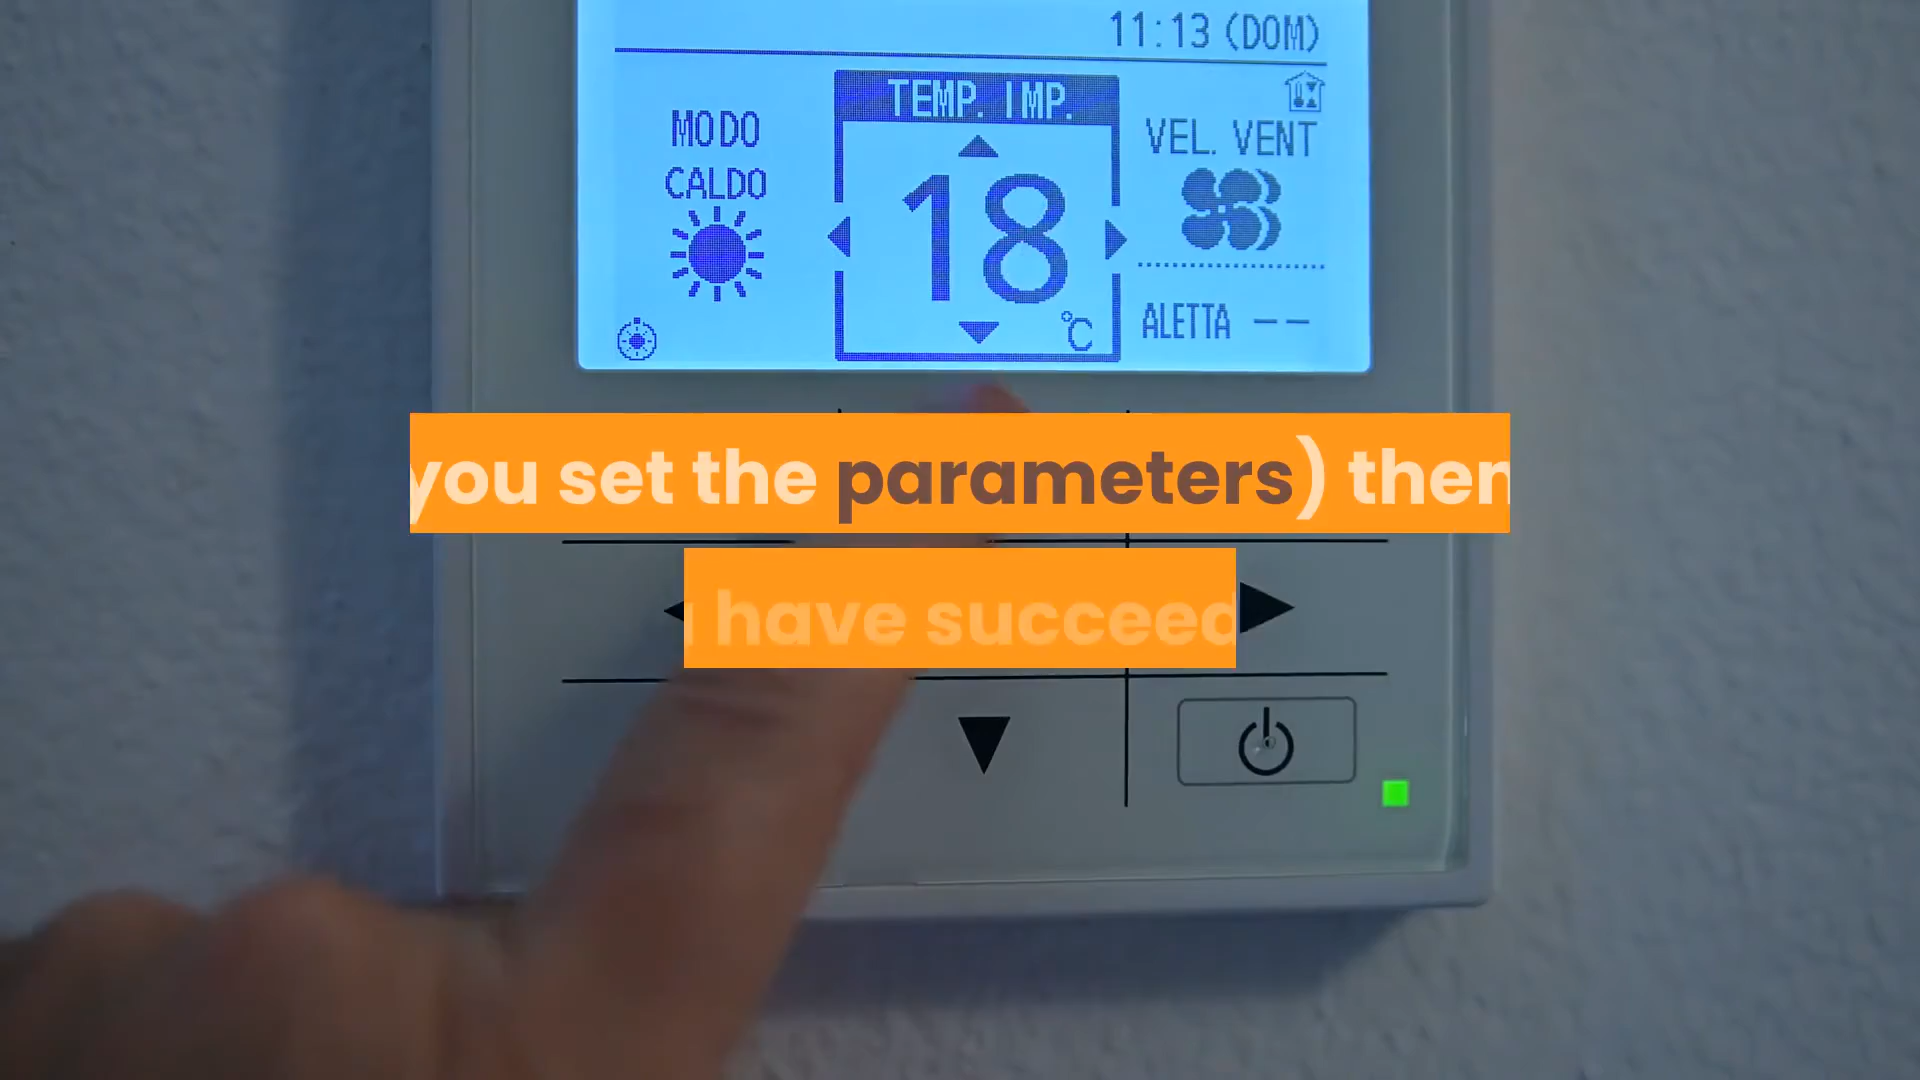 11:13 (DOM)
TEMP. IMP.
MODO
CALDO
18
°C
VEL. VENT
ALETTA --
you set the parameters) then
have succeed